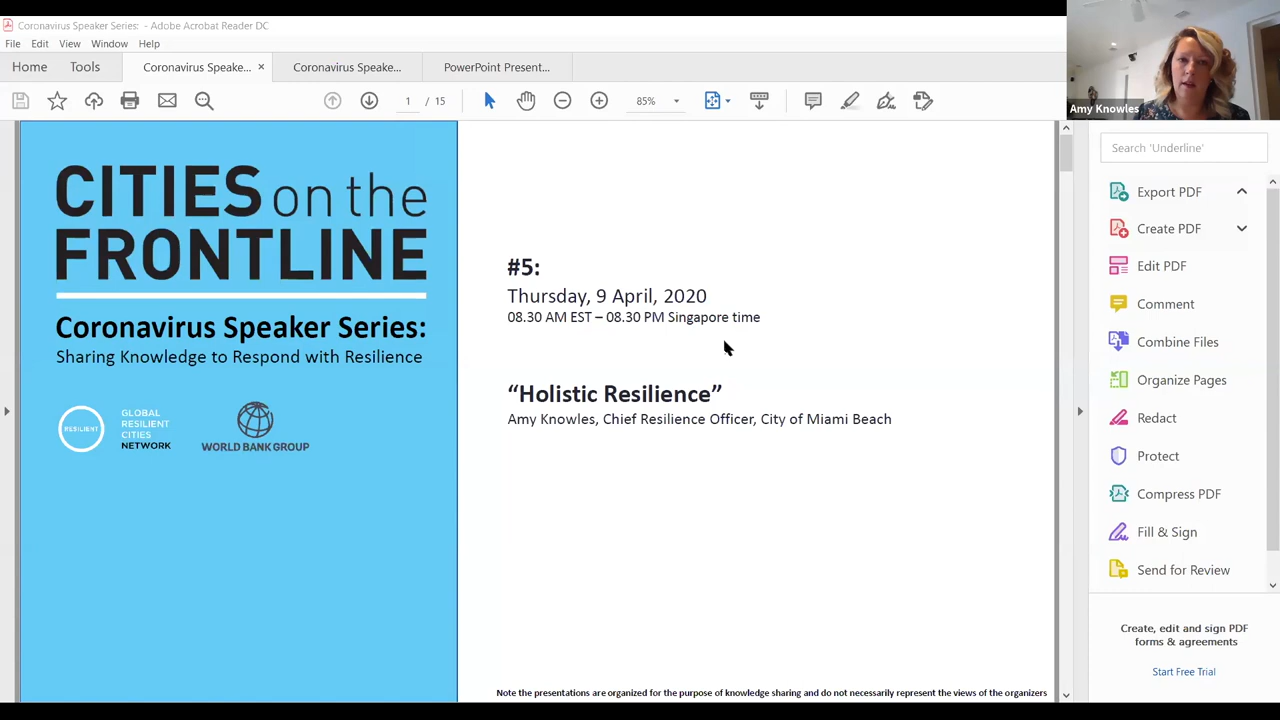 Coronavirus Speaker Series:  - Adobe Acrobat Reader DC
File Edit View Window Help
Home Tools Coronavirus Speake... × Coronavirus Speake... PowerPoint Present...
1 / 15 85%
Amy Knowles
CITIES on the
FRONTLINE
Coronavirus Speaker Series:
Sharing Knowledge to Respond with Resilience
RESILIENT
GLOBAL
RESILIENT
CITIES
NETWORK
WORLD BANK GROUP
#5:
Thursday, 9 April, 2020
08.30 AM EST – 08.30 PM Singapore time
“Holistic Resilience”
Amy Knowles, Chief Resilience Officer, City of Miami Beach
Note the presentations are organized for the purpose of knowledge sharing and do not necessarily represent the views of the organizers
Search 'Underline'
Export PDF
Create PDF
Edit PDF
Comment
Combine Files
Organize Pages
Redact
Protect
Compress PDF
Fill & Sign
Send for Review
Create, edit and sign PDF
forms & agreements
Start Free Trial